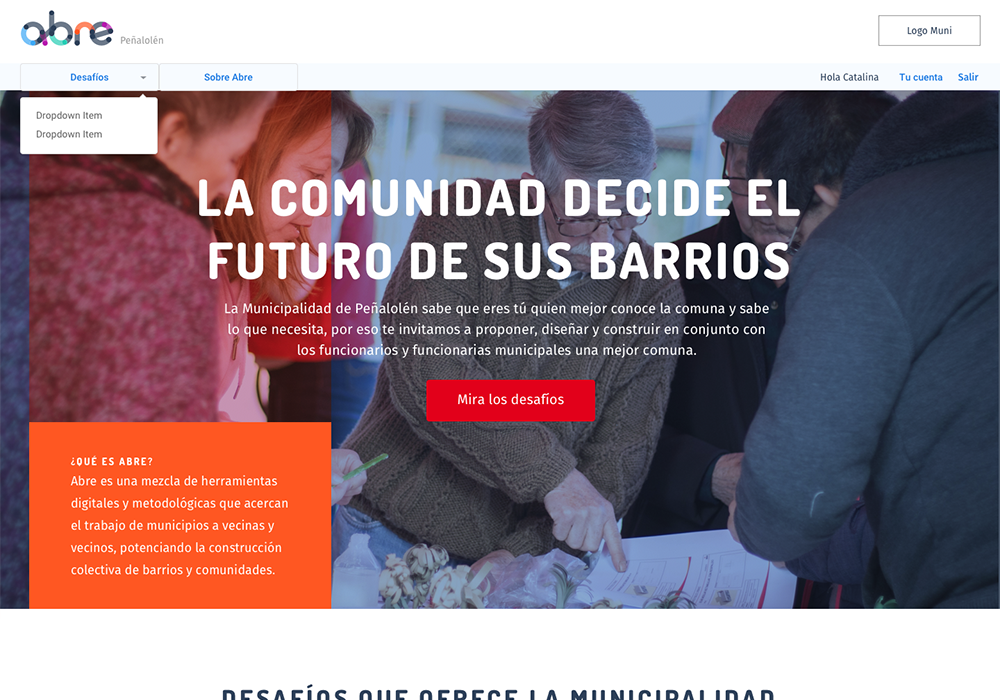 abre Peñalolén
Logo Muni
Desafíos
Sobre Abre
Hola Catalina
Tu cuenta
Salir
Dropdown Item
Dropdown Item
LA COMUNIDAD DECIDE EL
FUTURO DE SUS BARRIOS
La Municipalidad de Peñalolén sabe que eres tú quien mejor conoce la comuna y sabe
lo que necesita, por eso te invitamos a proponer, diseñar y construir en conjunto con
los funcionarios y funcionarias municipales una mejor comuna.
Mira los desafíos
¿QUÉ ES ABRE?
Abre es una mezcla de herramientas
digitales y metodológicas que acercan
el trabajo de municipios a vecinas y
vecinos, potenciando la construcción
colectiva de barrios y comunidades.
DESAFÍOS QUE OFRECE LA MUNICIPALIDAD